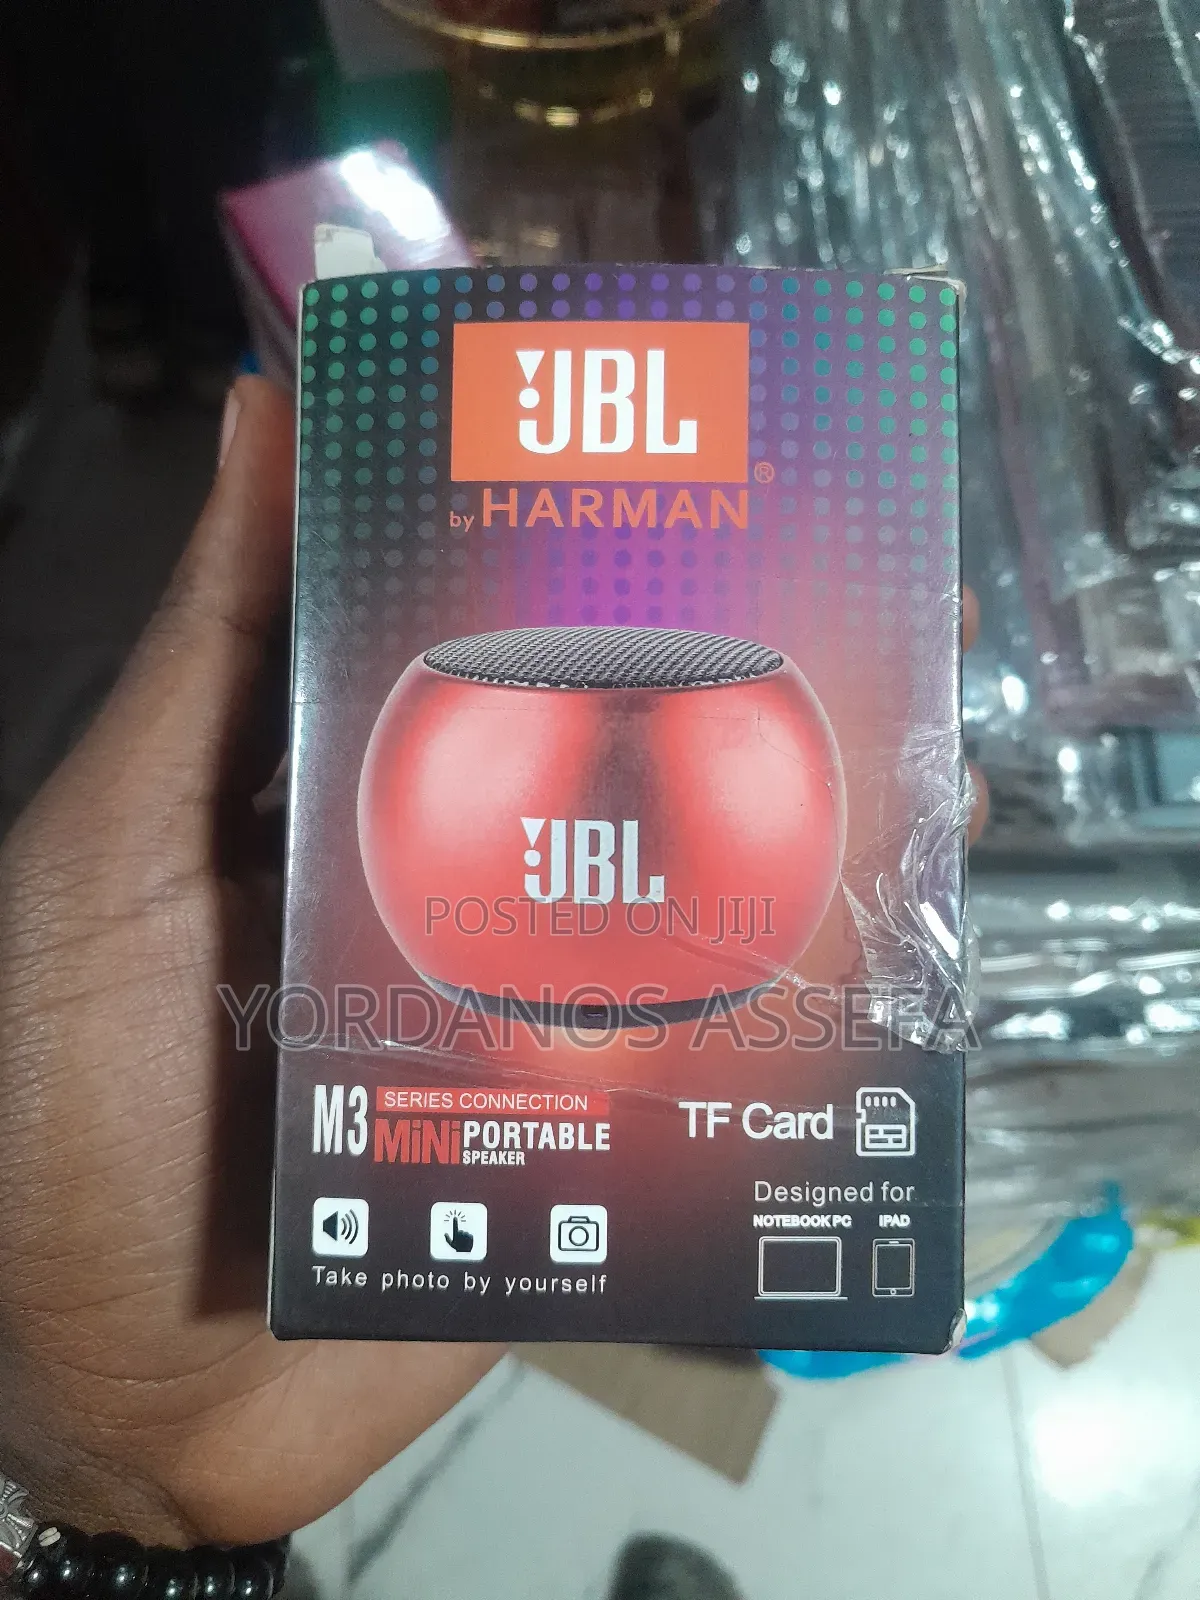 JBL
®
by HARMAN
JBL
POSTED ON JIJI
YORDANOS ASSEFA
M3 SERIES CONNECTION
MiNi PORTABLE
SPEAKER
TF Card
Designed for
NOTEBOOK PC IPAD
Take photo by yourself